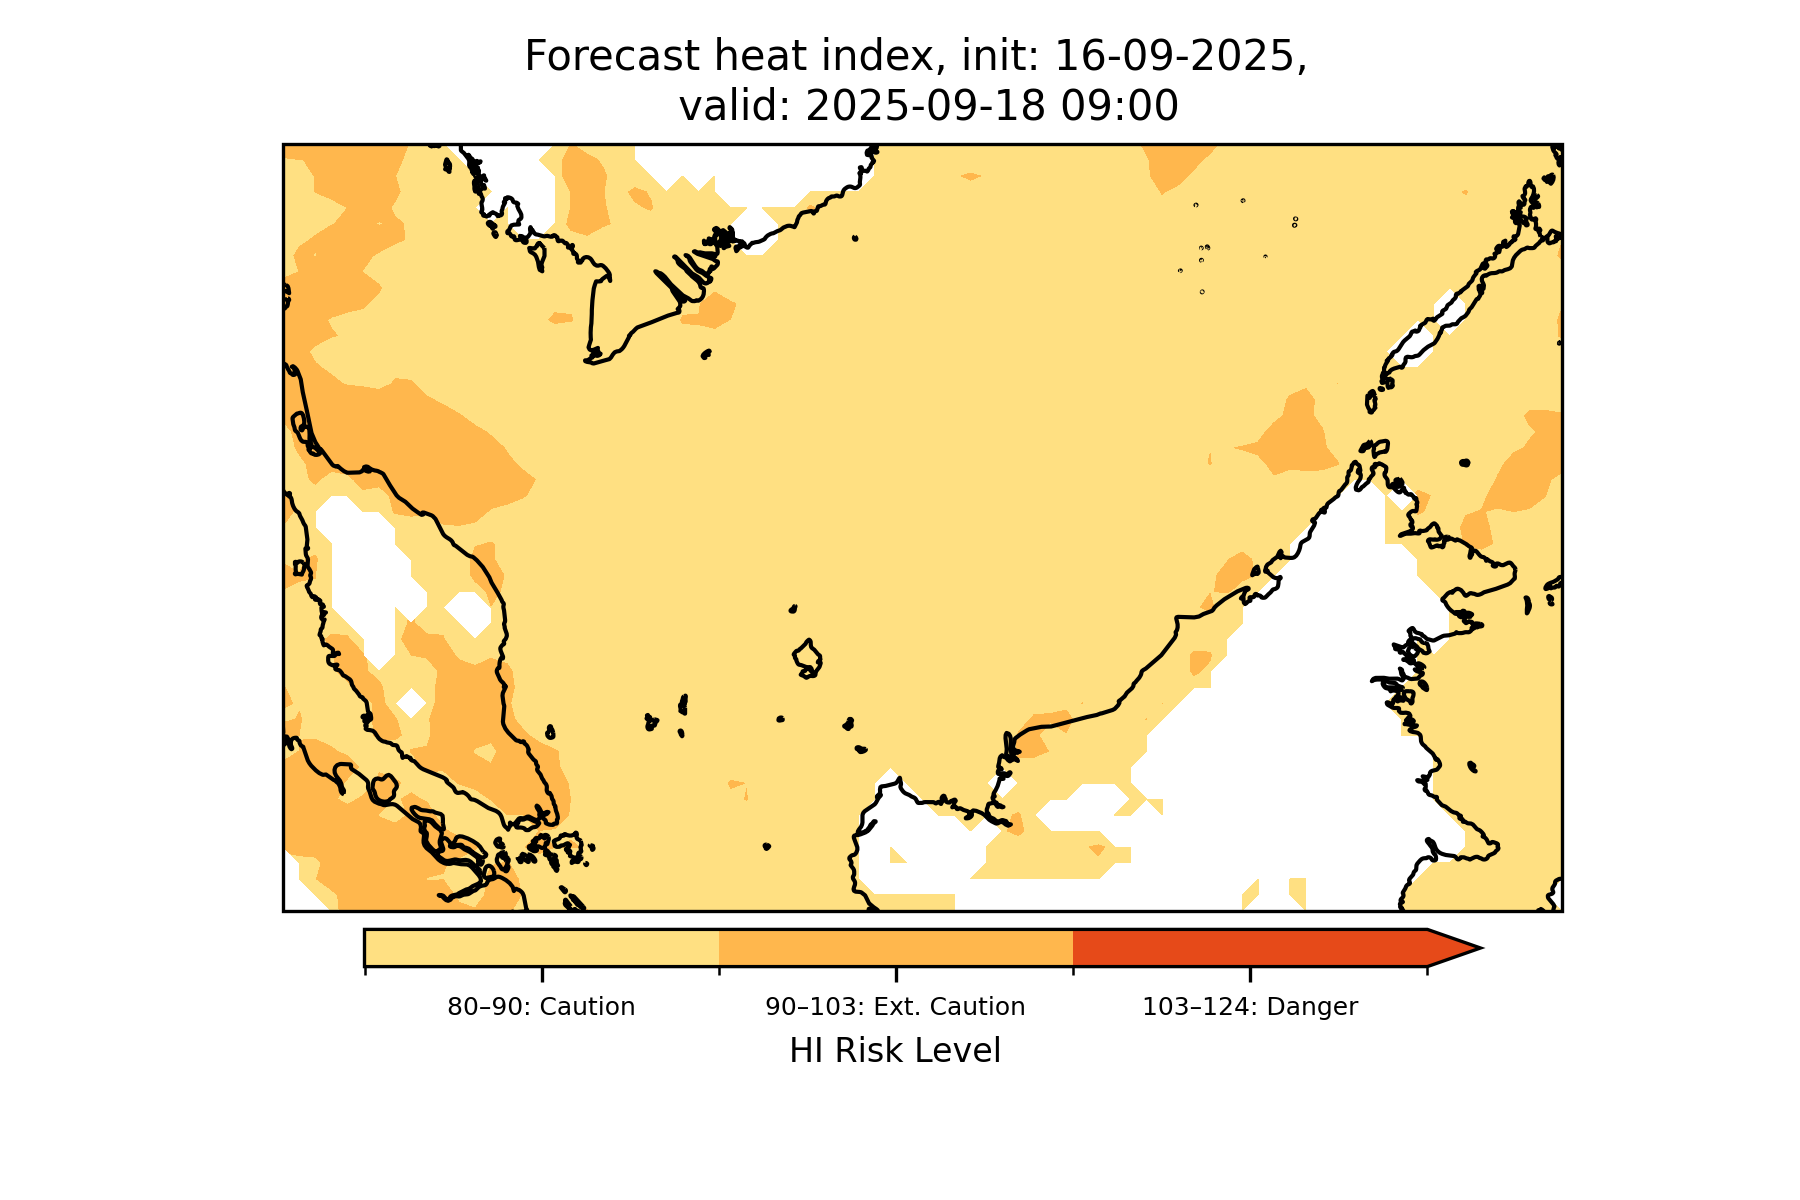 Forecast heat index, init: 16-09-2025,
valid: 2025-09-18 09:00
80–90: Caution
90–103: Ext. Caution
103–124: Danger
HI Risk Level